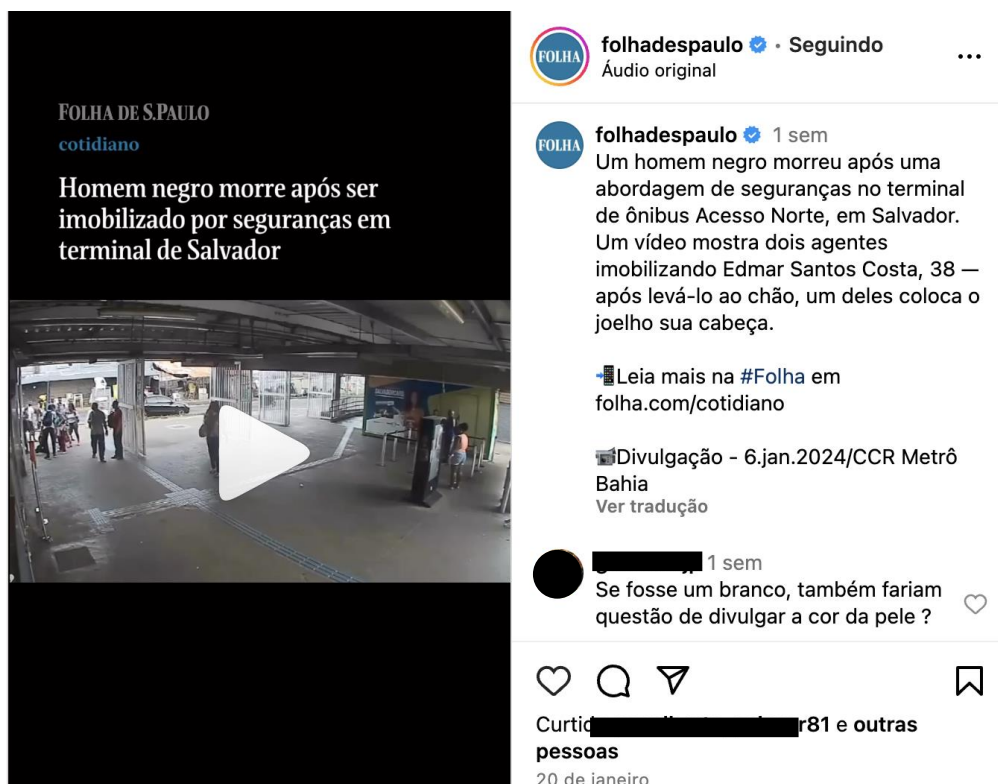 FOLHA DE S.PAULO
cotidiano
Homem negro morre após ser
imobilizado por seguranças em
terminal de Salvador
FOLHA
folhadespaulo • Seguindo
Áudio original
FOLHA
folhadespaulo 1 sem
Um homem negro morreu após uma
abordagem de seguranças no terminal
de ônibus Acesso Norte, em Salvador.
Um vídeo mostra dois agentes
imobilizando Edmar Santos Costa, 38 —
após levá-lo ao chão, um deles coloca o
joelho sua cabeça.
Leia mais na #Folha em
folha.com/cotidiano
Divulgação - 6.jan.2024/CCR Metrô
Bahia
Ver tradução
1 sem
Se fosse um branco, também fariam
questão de divulgar a cor da pele ?
r81 e outras
pessoas
20 de janeiro